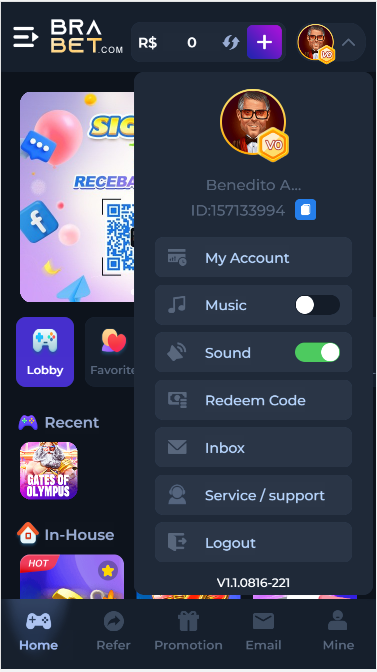 BRA
BET.COM
R$ 0
V0
SIG
RECEBA
Benedito A...
ID:157133994
My Account
Music
Sound
Redeem Code
Inbox
Service / support
Logout
V1.1.0816-221
Lobby
Favorite
Recent
GATES OF
OLYMPUS
In-House
HOT
Home
Refer
Promotion
Email
Mine